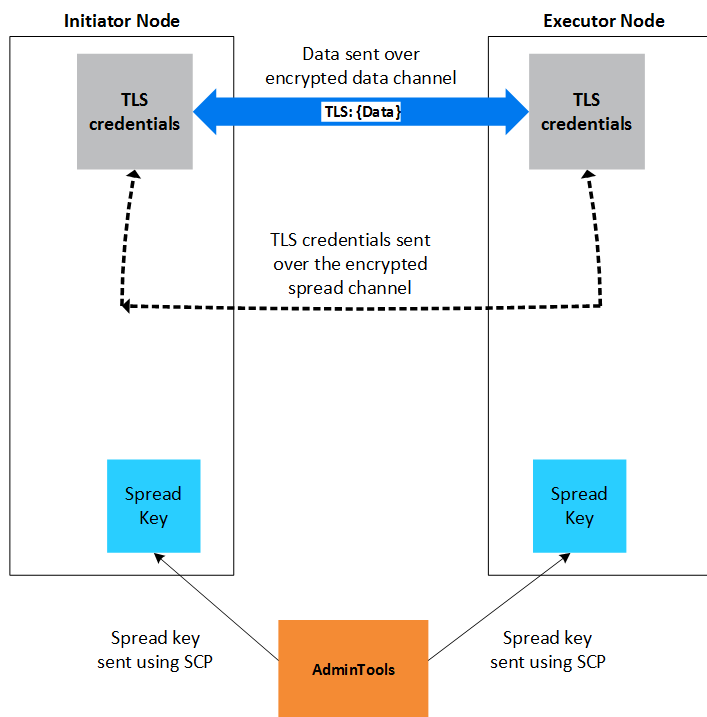 Initiator Node
Executor Node
TLS
credentials
Data sent over
encrypted data channel
TLS: {Data}
TLS
credentials
TLS credentials sent
over the encrypted
spread channel
Spread
Key
Spread
Key
Spread key
sent using SCP
AdminTools
Spread key
sent using SCP